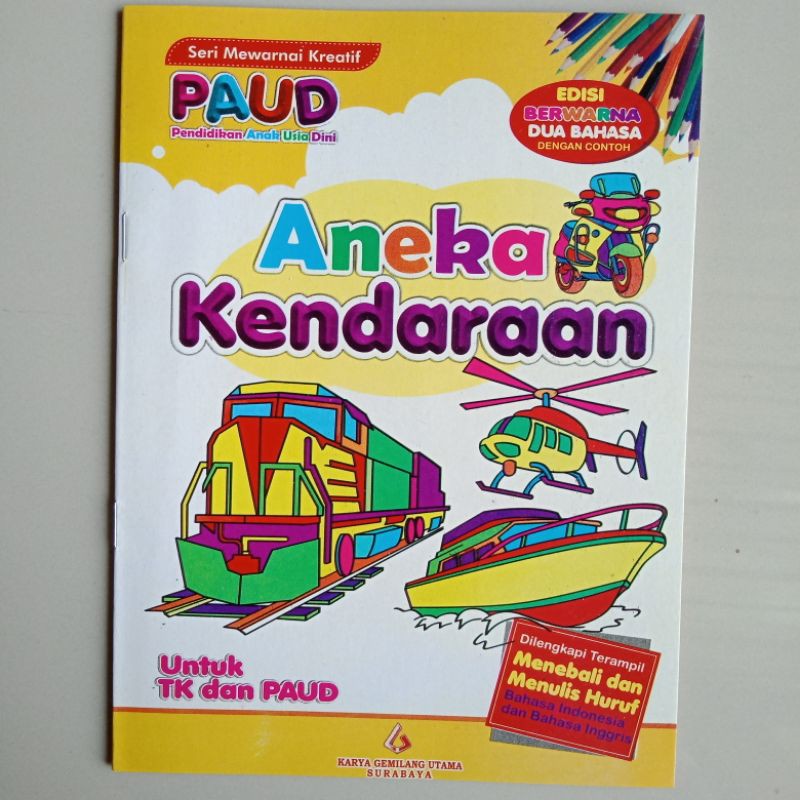 Seri Mewarnai Kreatif
PAUD
Pendidikan Anak Usia Dini
EDISI
BERWARNA
DUA BAHASA
DENGAN CONTOH
Aneka
Kendaraan
Untuk
TK dan PAUD
Dilengkapi Terampil
Menebali dan
Menulis Huruf
Bahasa Indonesia
dan Bahasa Inggris
KARYA GEMILANG UTAMA
SURABAYA